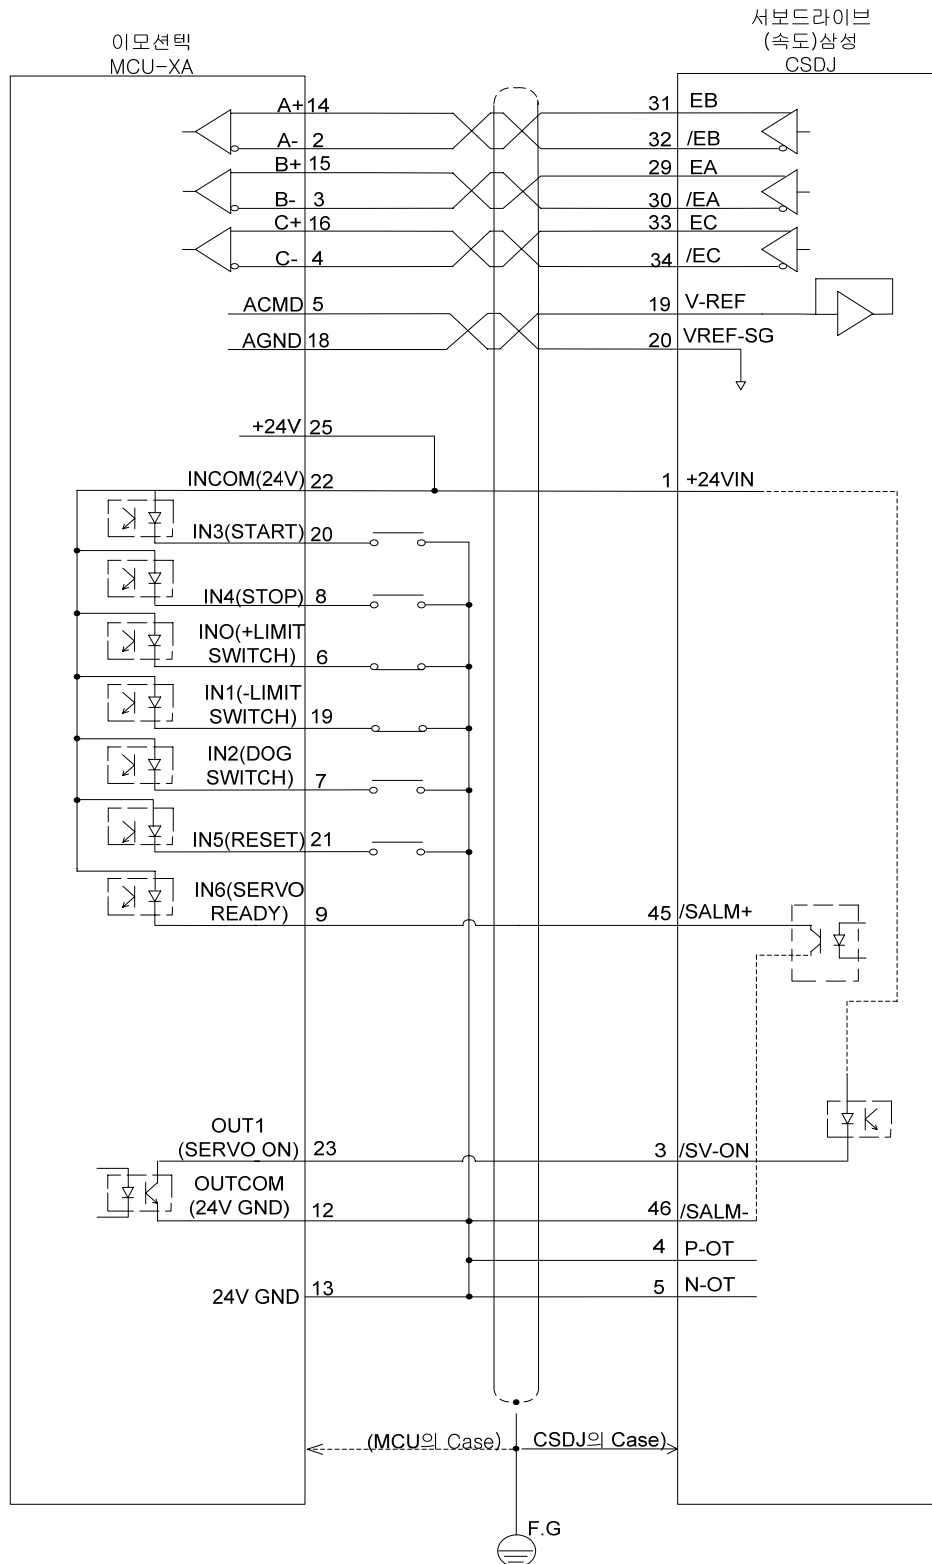 이모션텍
MCU-XA
서보드라이브
(속도)삼성
CSDJ
A+ 14
31 EB
A- 2
32 /EB
B+ 15
29 EA
B- 3
30 /EA
C+ 16
33 EC
C- 4
34 /EC
ACMD 5
19 V-REF
AGND 18
20 VREF-SG
+24V 25
INCOM(24V) 22
1 +24VIN
IN3(START) 20
IN4(STOP) 8
INO(+LIMIT
SWITCH) 6
IN1(-LIMIT
SWITCH) 19
IN2(DOG
SWITCH) 7
IN5(RESET) 21
IN6(SERVO
READY) 9
45 /SALM+
OUT1
(SERVO ON) 23
3 /SV-ON
OUTCOM
(24V GND) 12
46 /SALM-
4 P-OT
24V GND 13
5 N-OT
(MCU의 Case)
CSDJ의 Case)
F.G